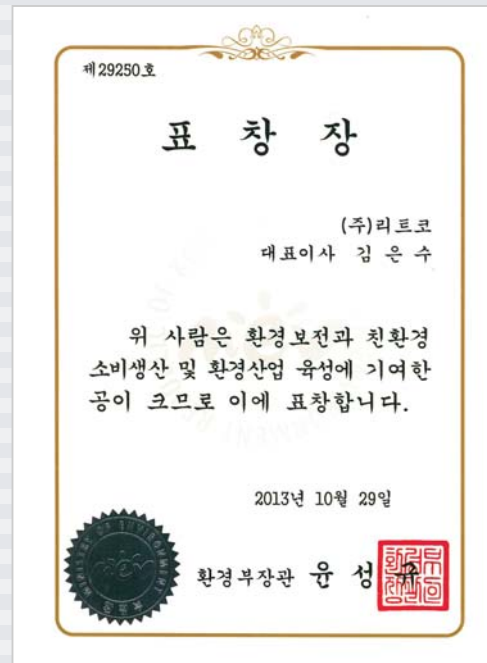 제29250호
표 창 장
(주)리트코
대표이사 김 은 수
위 사람은 환경보전과 친환경
소비생산 및 환경산업 육성에 기여한
공이 크므로 이에 표창합니다.
2013년 10월 29일
MINISTRY OF ENVIRONMENT
환경부장관 윤 성 규